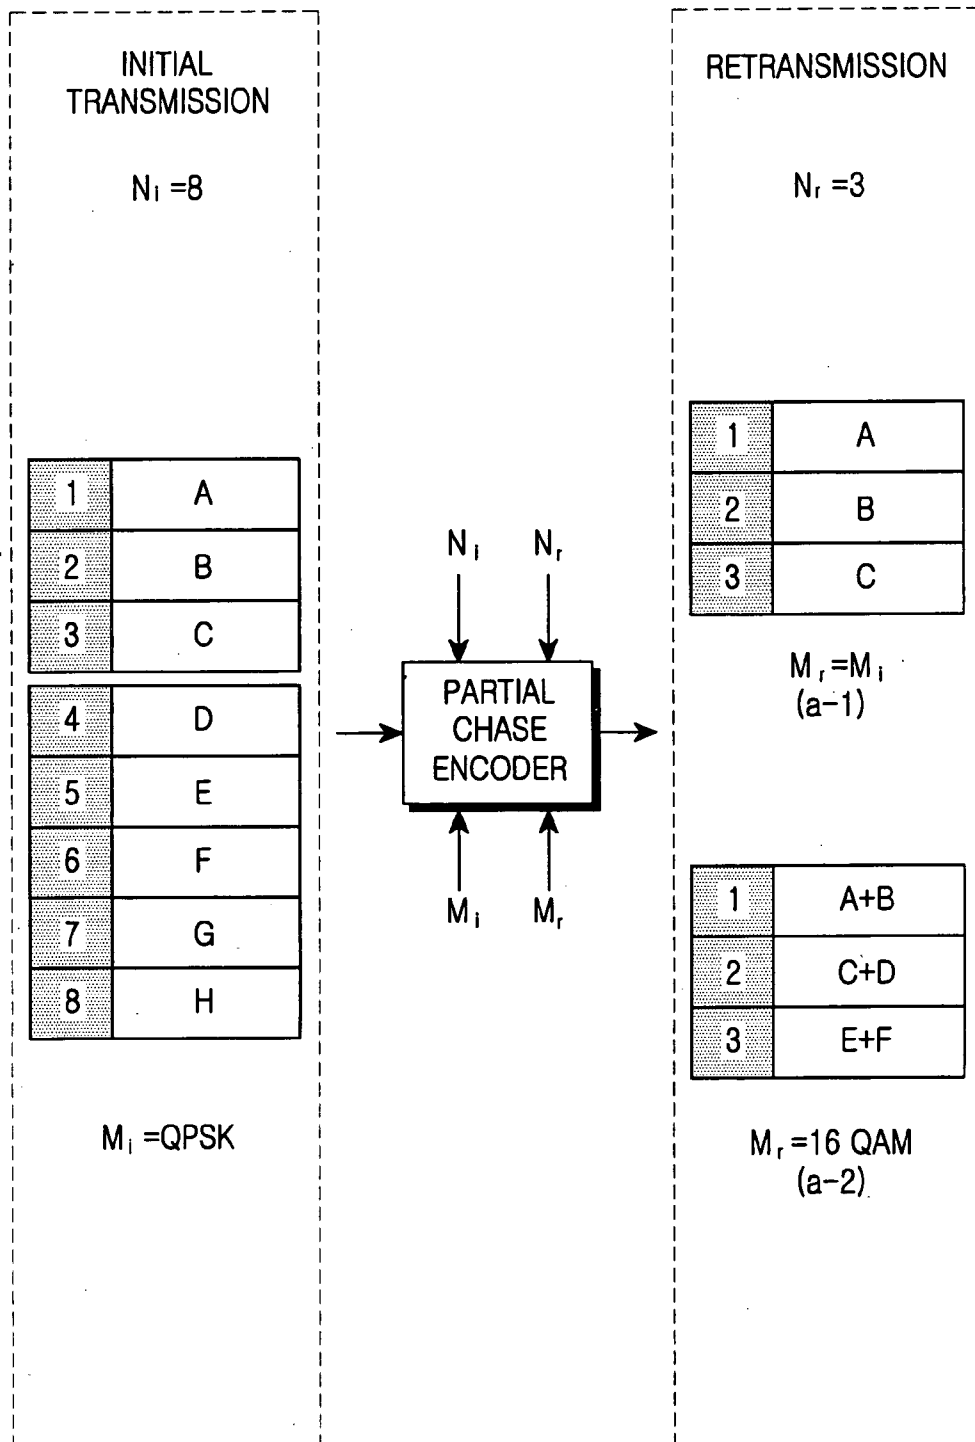 INITIAL
TRANSMISSION
Nᵢ =8
1 A
2 B
3 C
4 D
5 E
6 F
7 G
8 H
Mᵢ =QPSK
Nᵢ Nᵣ
PARTIAL
CHASE
ENCODER
Mᵢ Mᵣ
RETRANSMISSION
Nᵣ =3
1 A
2 B
3 C
Mᵣ =Mᵢ
(a-1)
1 A+B
2 C+D
3 E+F
Mᵣ =16 QAM
(a-2)